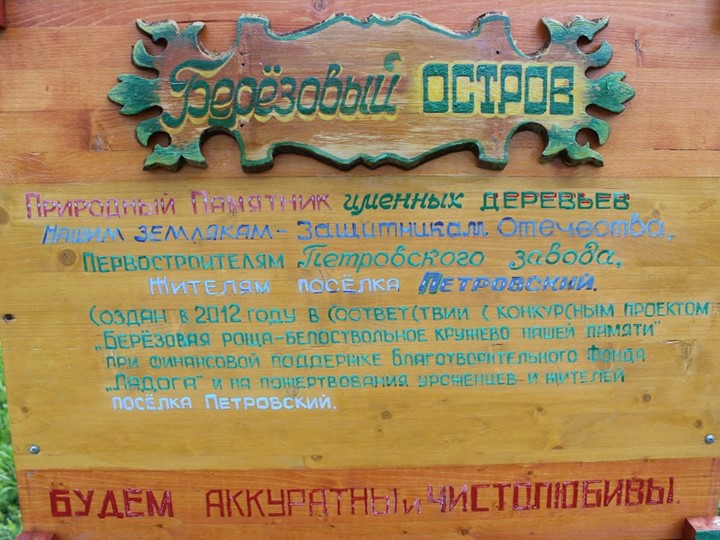 Берёзовый ОСТРОВ
Природный Памятник именных деревьев
Нашим землякам - Защитникам Отечества,
Первостроителям Петровского завода,
Жителям посёлка Петровский.
Создан в 2012 году в Соответствии с конкурсным проектом
„Берёзовая роща-белоствольное кружево нашей памяти"
при финансовой поддержке Благотворительного Фонда
„Ладога" и на пожертвования уроженцев и жителей
посёлка Петровский.
Будем аккуратны и чистолюбивы.